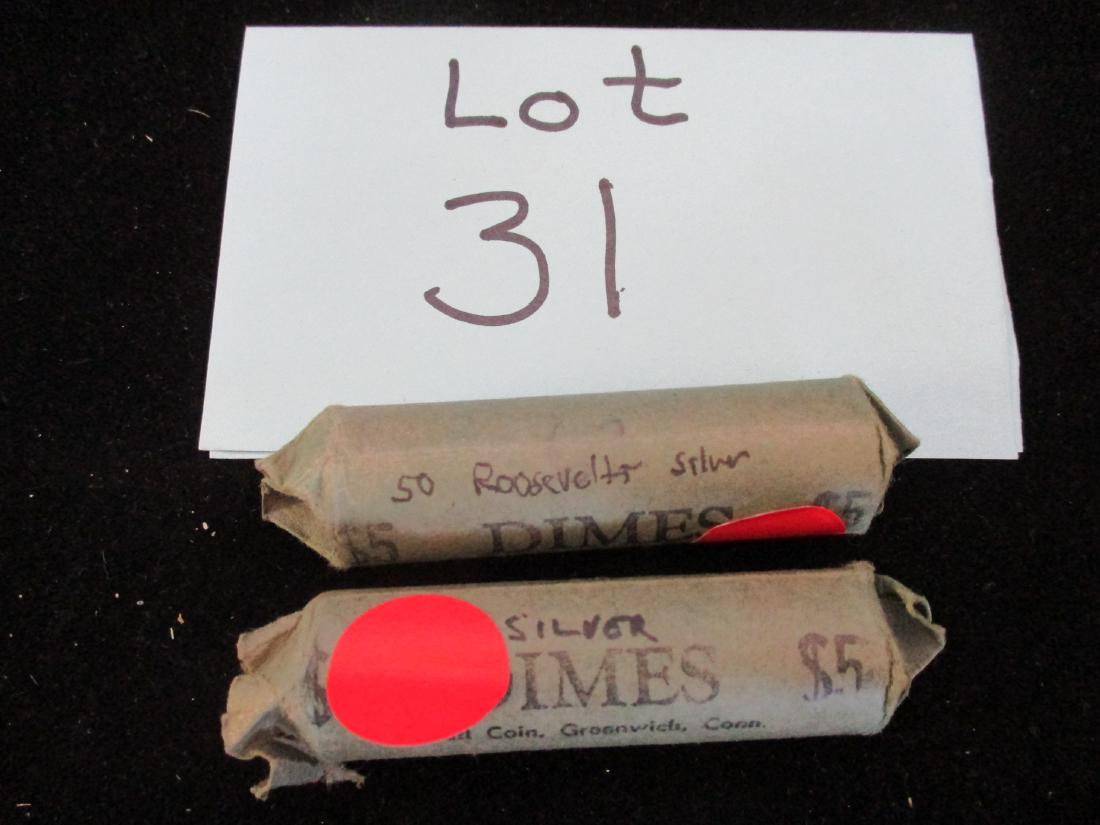 Lot
31
50 Roosevelts Silver
$5 DIMES $5
SILVER
$ DIMES $5
Coin, Greenwich, Conn.